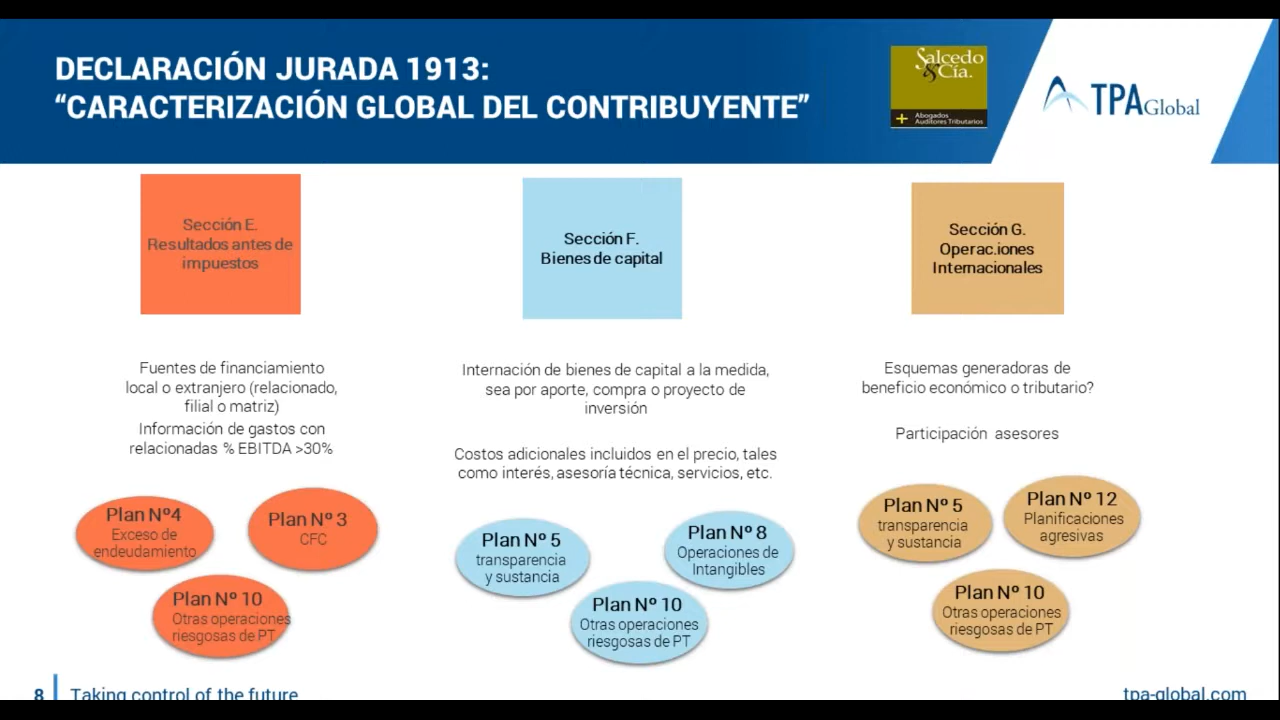 DECLARACIÓN JURADA 1913:
“CARACTERIZACIÓN GLOBAL DEL CONTRIBUYENTE”
Salcedo
& Cía.
+ Abogados
Auditores Tributarios
TPAGlobal
Sección E.
Resultados antes de
impuestos
Fuentes de financiamiento
local o extranjero (relacionado,
filial o matriz)
Información de gastos con
relacionadas % EBITDA >30%
Plan Nº4
Exceso de
endeudamiento
Plan Nº 3
CFC
Plan Nº 10
Otras operaciones
riesgosas de PT
Sección F.
Bienes de capital
Internación de bienes de capital a la medida,
sea por aporte, compra o proyecto de
inversión
Costos adicionales incluidos en el precio, tales
como interés, asesoría técnica, servicios, etc.
Plan Nº 5
transparencia
y sustancia
Plan Nº 8
Operaciones de
Intangibles
Plan Nº 10
Otras operaciones
riesgosas de PT
Sección G.
Operac.iones
Internacionales
Esquemas generadoras de
beneficio económico o tributario?
Participación asesores
Plan Nº 5
transparencia
y sustancia
Plan Nº 12
Planificaciones
agresivas
Plan Nº 10
Otras operaciones
riesgosas de PT
8
Taking control of the future
tpa-global.com